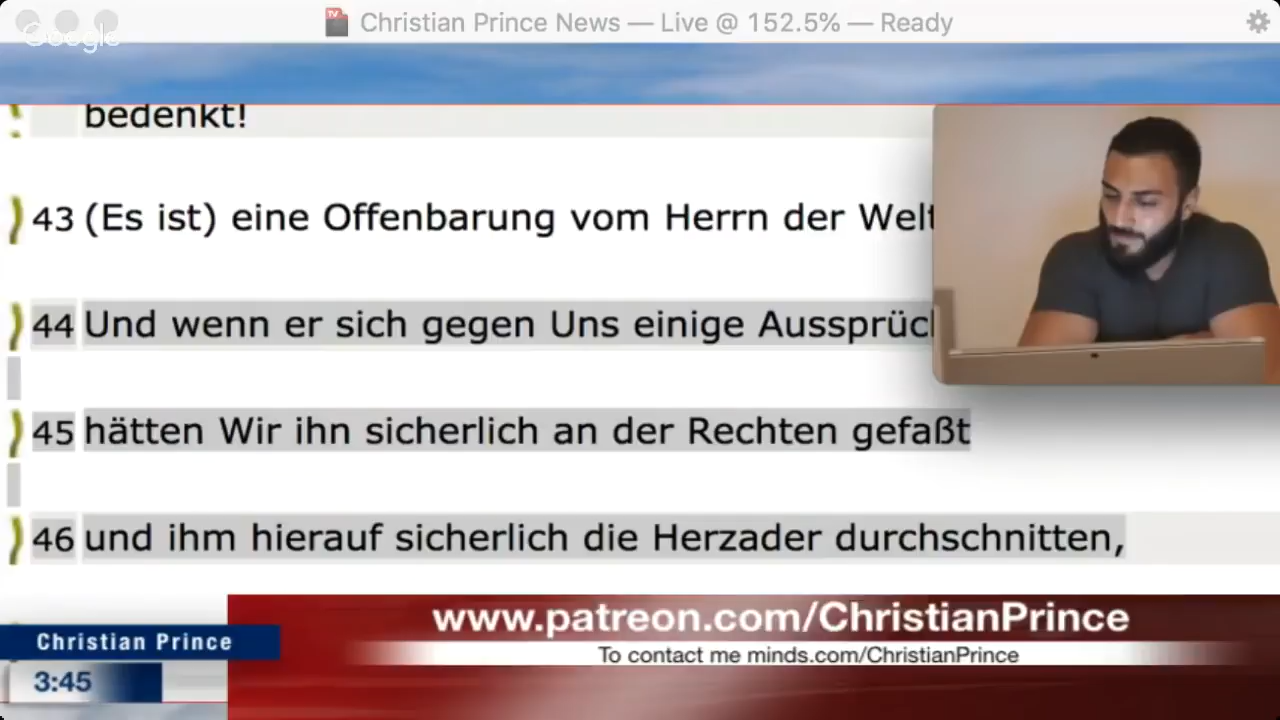 Christian Prince News — Live @ 152.5% — Ready
Google
bedenkt!
43 (Es ist) eine Offenbarung vom Herrn der Welt
44 Und wenn er sich gegen Uns einige Aussprüc
45 hätten Wir ihn sicherlich an der Rechten gefaßt
46 und ihm hierauf sicherlich die Herzader durchschnitten,
www.patreon.com/ChristianPrince
To contact me minds.com/ChristianPrince
Christian Prince
3:45